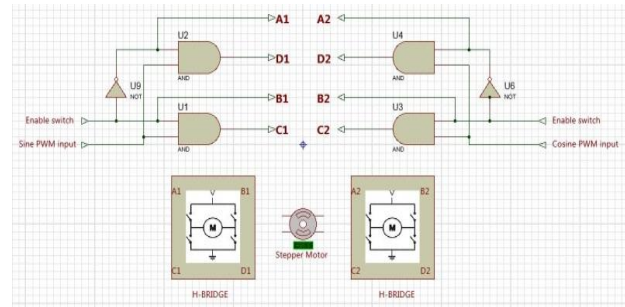 A1 A2
U2 U4
D1 D2
AND AND
U9 U6
NOT NOT
B1 B2
U1 U3
Enable switch Enable switch
C1 C2
Sine PWM input Cosine PWM input
AND AND
A1 B1 A2 B2
V V
M M
Stepper Motor
C1 D1 C2 D2
H-BRIDGE H-BRIDGE